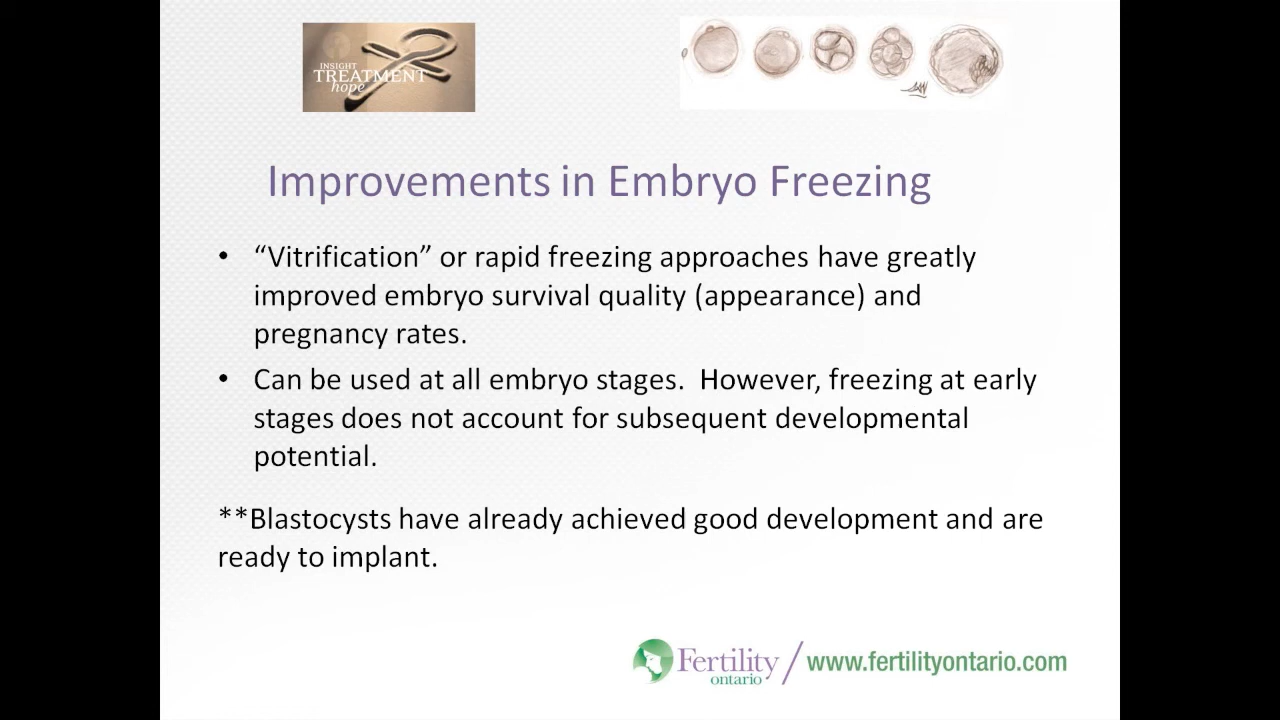 INSIGHT
TREATMENT
hope
Improvements in Embryo Freezing
• “Vitrification” or rapid freezing approaches have greatly
improved embryo survival quality (appearance) and
pregnancy rates.
• Can be used at all embryo stages.  However, freezing at early
stages does not account for subsequent developmental
potential.
**Blastocysts have already achieved good development and are
ready to implant.
Fertility / www.fertilityontario.com
ontario